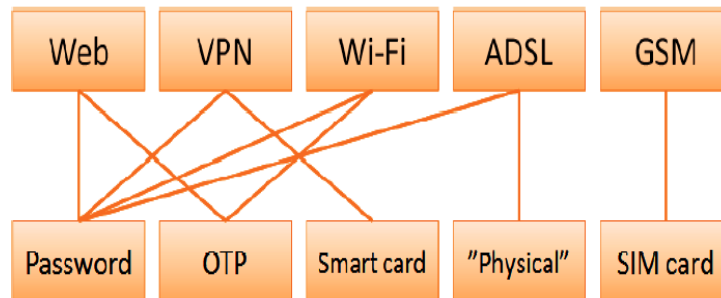 Web
VPN
Wi-Fi
ADSL
GSM
Password
OTP
Smart card
”Physical”
SIM card